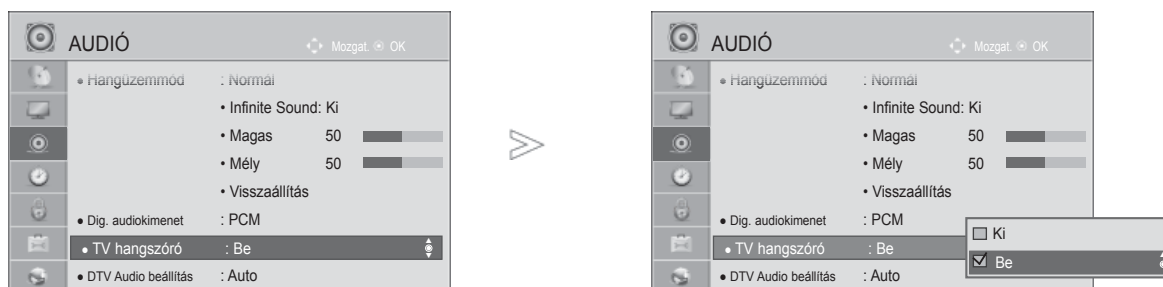 AUDIÓ
Mozgat. OK
• Hangüzemmód : Normál
• Infinite Sound: Ki
• Magas 50
• Mély 50
• Visszaállítás
● Dig. audiokimenet : PCM
● TV hangszóró : Be
● DTV Audio beállítás : Auto
>
AUDIÓ
Mozgat. OK
• Hangüzemmód : Normál
• Infinite Sound: Ki
• Magas 50
• Mély 50
• Visszaállítás
● Dig. audiokimenet : PCM
● TV hangszóró : Be
● DTV Audio beállítás : Auto
Ki
Be